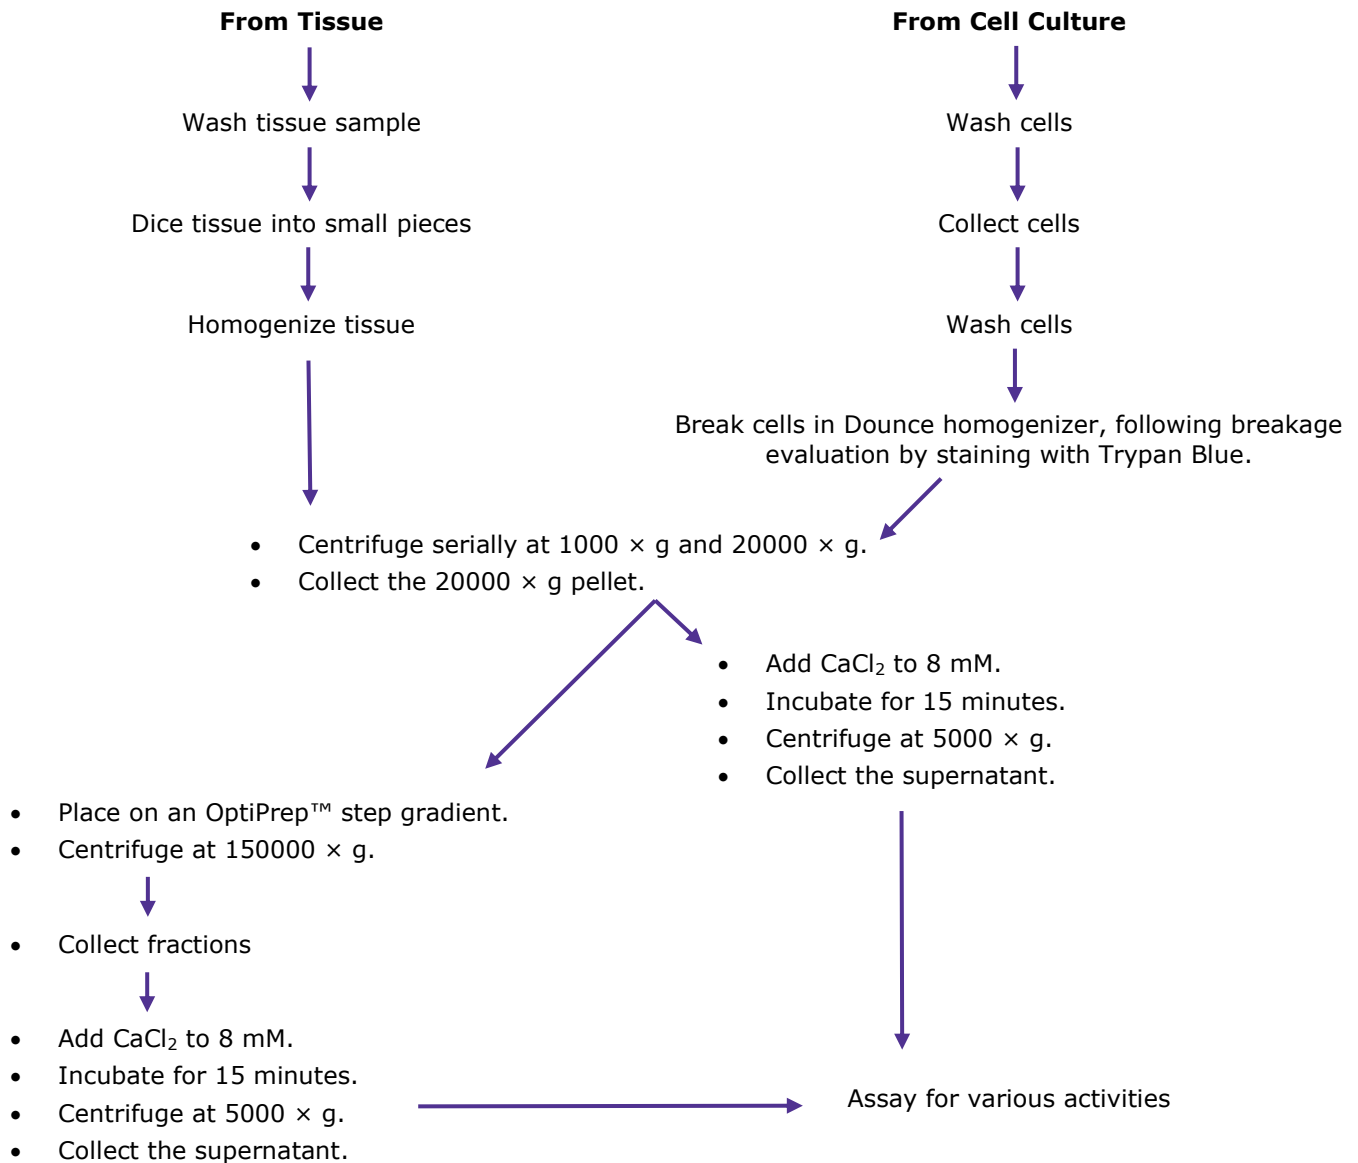 From Tissue
From Cell Culture
Wash tissue sample
Wash cells
Dice tissue into small pieces
Collect cells
Homogenize tissue
Wash cells
Break cells in Dounce homogenizer, following breakage
evaluation by staining with Trypan Blue.
• Centrifuge serially at 1000 × g and 20000 × g.
• Collect the 20000 × g pellet.
• Add CaCl₂ to 8 mM.
• Incubate for 15 minutes.
• Centrifuge at 5000 × g.
• Collect the supernatant.
• Place on an OptiPrep™ step gradient.
• Centrifuge at 150000 × g.
• Collect fractions
• Add CaCl₂ to 8 mM.
• Incubate for 15 minutes.
• Centrifuge at 5000 × g.
• Collect the supernatant.
Assay for various activities